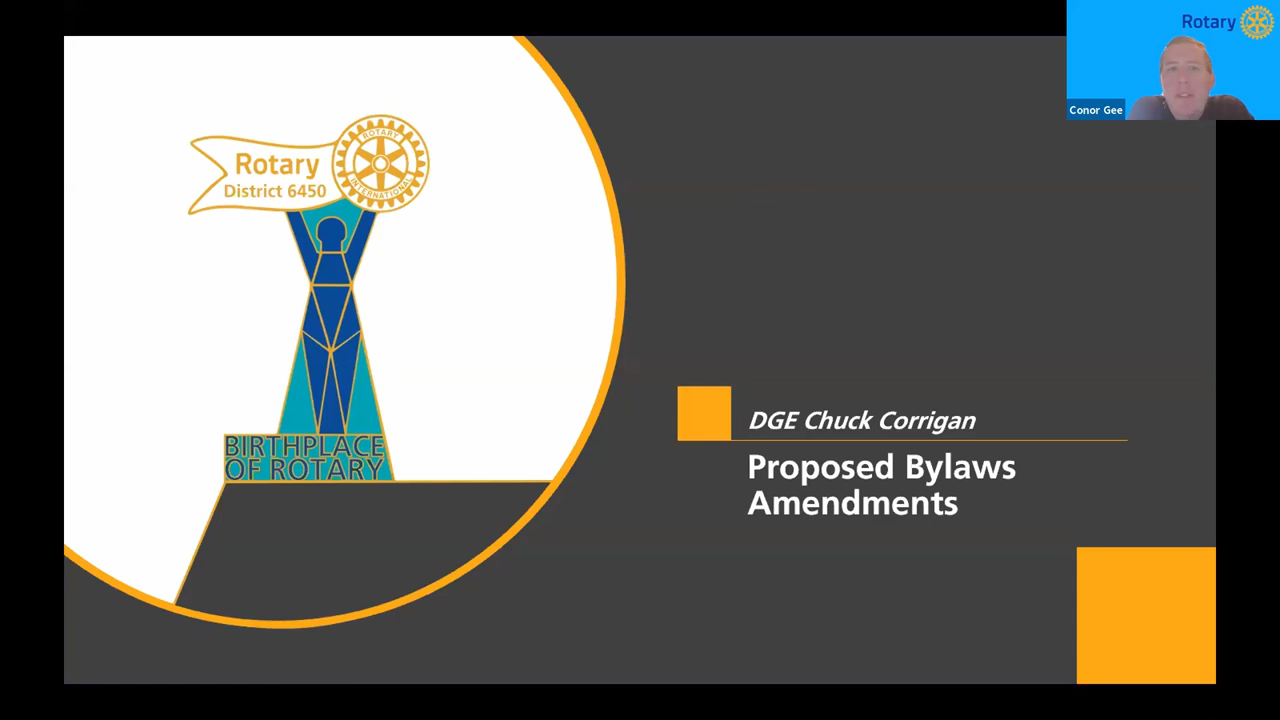 Rotary
Conor Gee
Rotary
District 6450
ROTARY
INTERNATIONAL
BIRTHPLACE
OF ROTARY
DGE Chuck Corrigan
Proposed Bylaws
Amendments